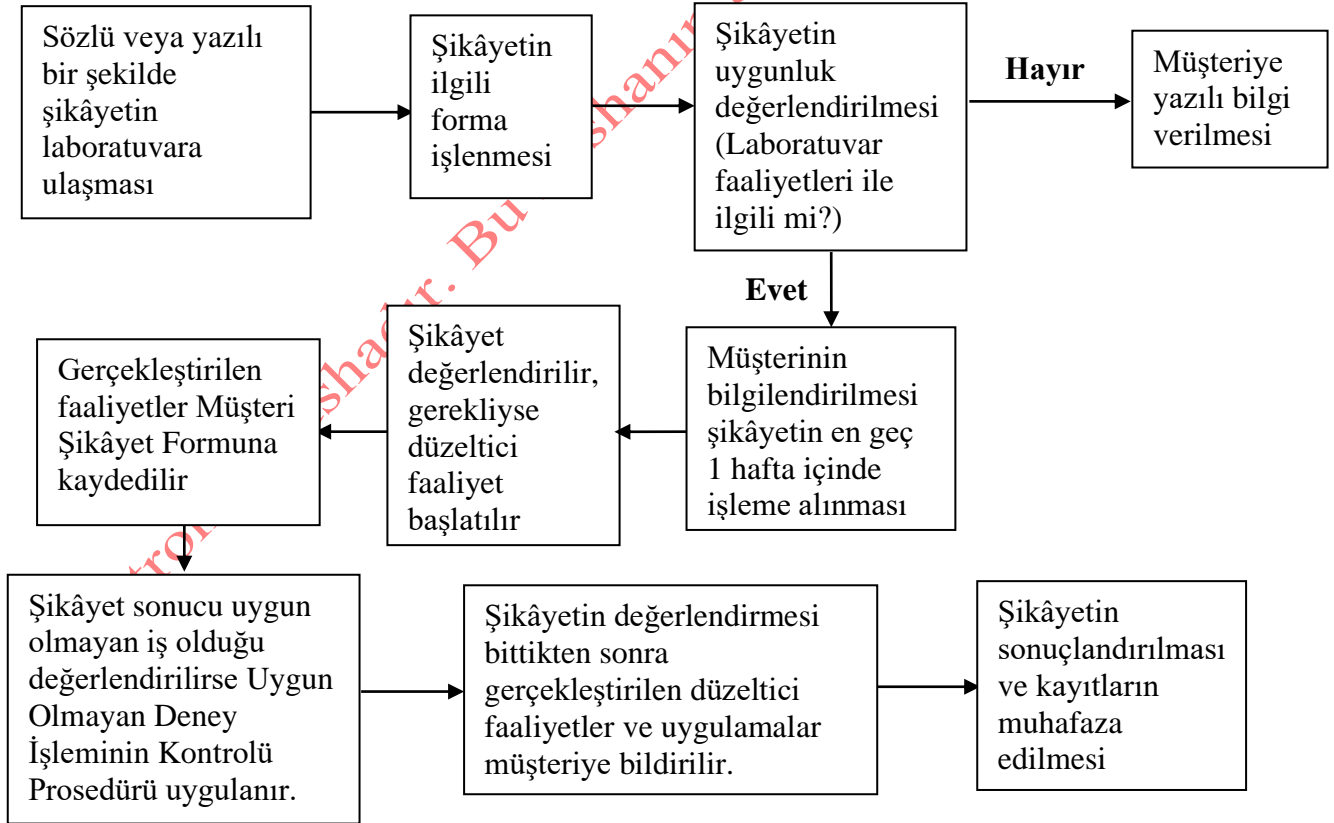 Sözlü veya yazılı
bir şekilde
şikâyetin
laboratuvara
ulaşması
Şikâyetin
ilgili
forma
işlenmesi
Şikâyetin
uygunluk
değerlendirilmesi
(Laboratuvar
faaliyetleri ile
ilgili mi?)
Hayır
Müşteriye
yazılı bilgi
verilmesi
Evet
Müşterinin
bilgilendirilmesi
şikâyetin en geç
1 hafta içinde
işleme alınması
Şikâyet
değerlendirilir,
gerekliyse
düzeltici
faaliyet
başlatılır
Gerçekleştirilen
faaliyetler Müşteri
Şikâyet Formuna
kaydedilir
Şikâyet sonucu uygun
olmayan iş olduğu
değerlendirilirse Uygun
Olmayan Deney
İşleminin Kontrolü
Prosedürü uygulanır.
Şikâyetin değerlendirmesi
bittikten sonra
gerçekleştirilen düzeltici
faaliyetler ve uygulamalar
müşteriye bildirilir.
Şikâyetin
sonuçlandırılması
ve kayıtların
muhafaza
edilmesi
Bu